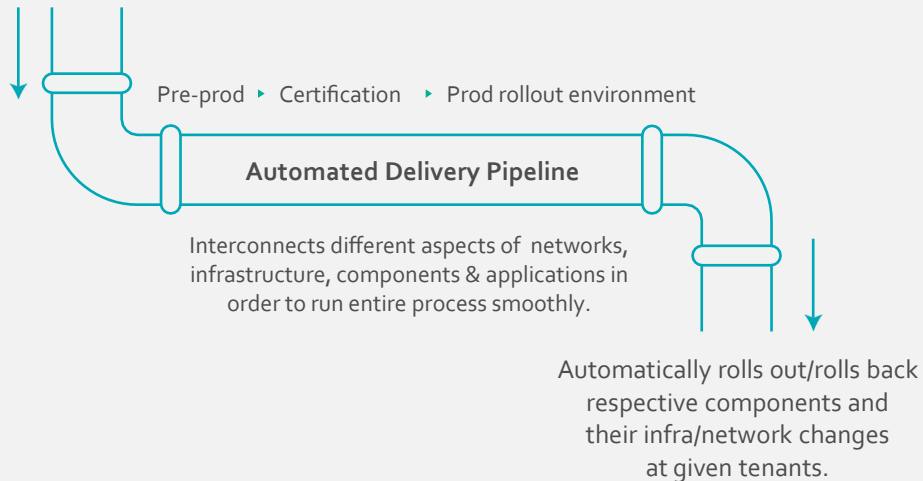 Pre-prod ▸ Certification ▸ Prod rollout environment
Automated Delivery Pipeline
Interconnects different aspects of networks,
infrastructure, components & applications in
order to run entire process smoothly.
Automatically rolls out/rolls back
respective components and
their infra/network changes
at given tenants.